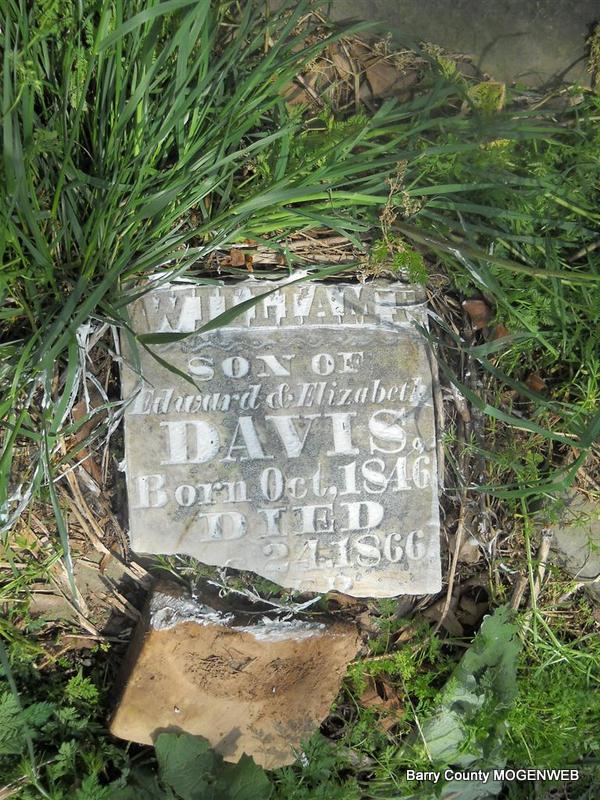 WILLIAM F
SON OF
Edward & Elizabeth
DAVIS.
Born Oct, 1846
DIED
24, 1866
Barry County MOGENWEB